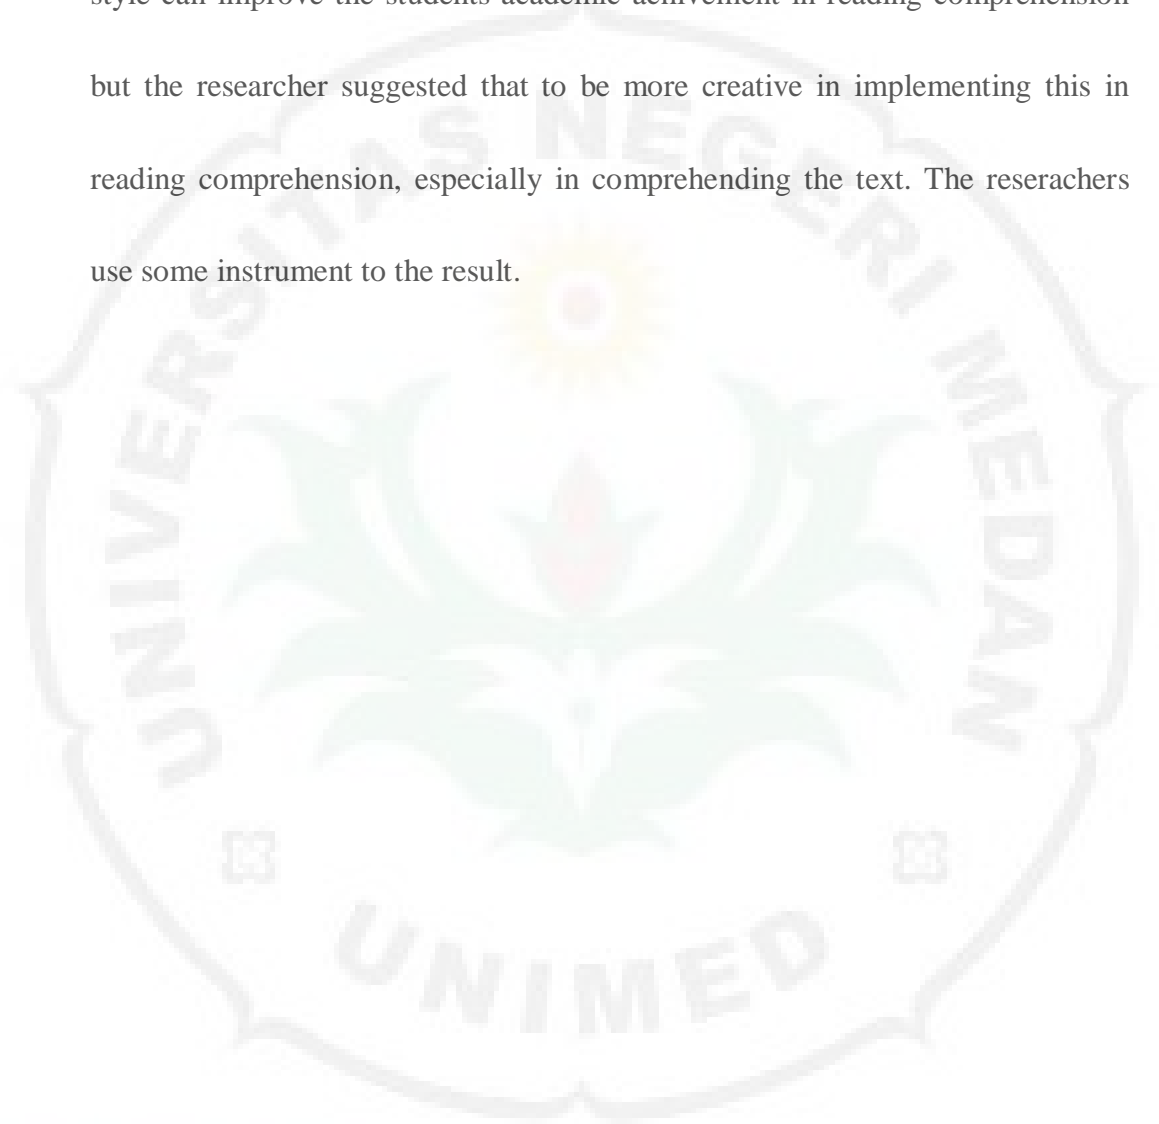 style can improve the students academic achivement in reading comprehension
but the researcher suggested that to be more creative in implementing this in
reading comprehension, especially in comprehending the text. The reserachers
use some instrument to the result.
UNIVERSITAS NEGERI MEDAN
UNIMED